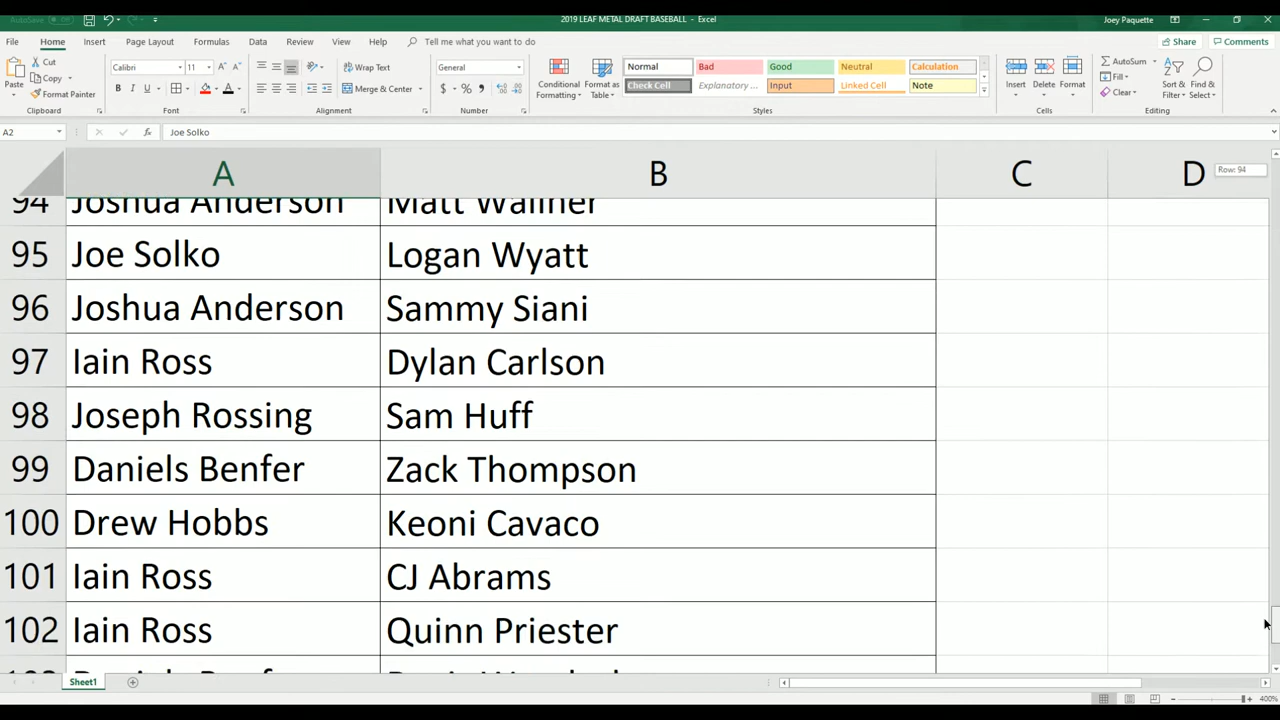 AutoSave Off 2019 LEAF METAL DRAFT BASEBALL - Excel Joey Paquette
File Home Insert Page Layout Formulas Data Review View Help Tell me what you want to do Share Comments
Paste Cut Copy Format Painter Clipboard
Calibri 11 B I U A Font
Wrap Text Merge & Center Alignment
General $ % Number
Conditional Formatting Format as Table
Normal Bad Good Neutral Calculation
Check Cell Explanatory ... Input Linked Cell Note
Styles
Insert Delete Format Cells
AutoSum Fill Clear Sort & Filter Find & Select Editing
A2 fx Joe Solko
A B C D Row: 94
94 Joshua Anderson Matt Wallner
95 Joe Solko Logan Wyatt
96 Joshua Anderson Sammy Siani
97 Iain Ross Dylan Carlson
98 Joseph Rossing Sam Huff
99 Daniels Benfer Zack Thompson
100 Drew Hobbs Keoni Cavaco
101 Iain Ross CJ Abrams
102 Iain Ross Quinn Priester
Sheet1
400%